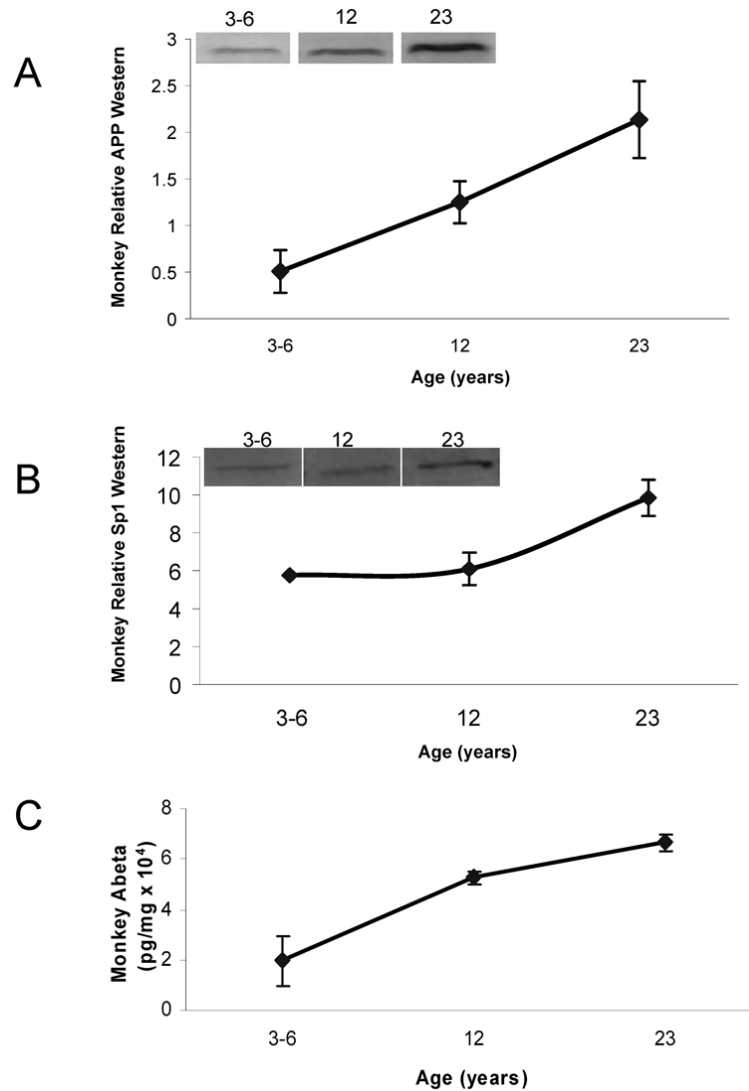 A
3-6 12 23
Monkey Relative APP Western
3
2.5
2
1.5
1
0.5
0
3-6 12 23
Age (years)
B
3-6 12 23
Monkey Relative Sp1 Western
12
10
8
6
4
2
0
3-6 12 23
Age (years)
C
Monkey Abeta
(pg/mg x 10⁴)
8
6
4
2
0
3-6 12 23
Age (years)